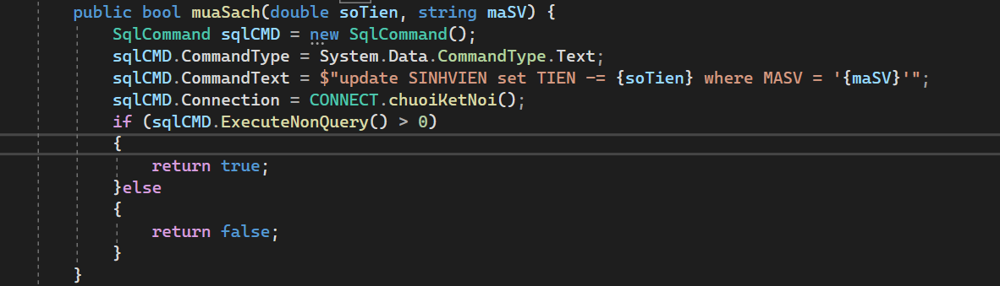 public bool muaSach(double soTien, string maSV) {
SqlCommand sqlCMD = new SqlCommand();
sqlCMD.CommandType = System.Data.CommandType.Text;
sqlCMD.CommandText = $"update SINHVIEN set TIEN -= {soTien} where MASV = '{maSV}'";
sqlCMD.Connection = CONNECT.chuoiKetNoi();
if (sqlCMD.ExecuteNonQuery() > 0)
{
return true;
}else
{
return false;
}
}